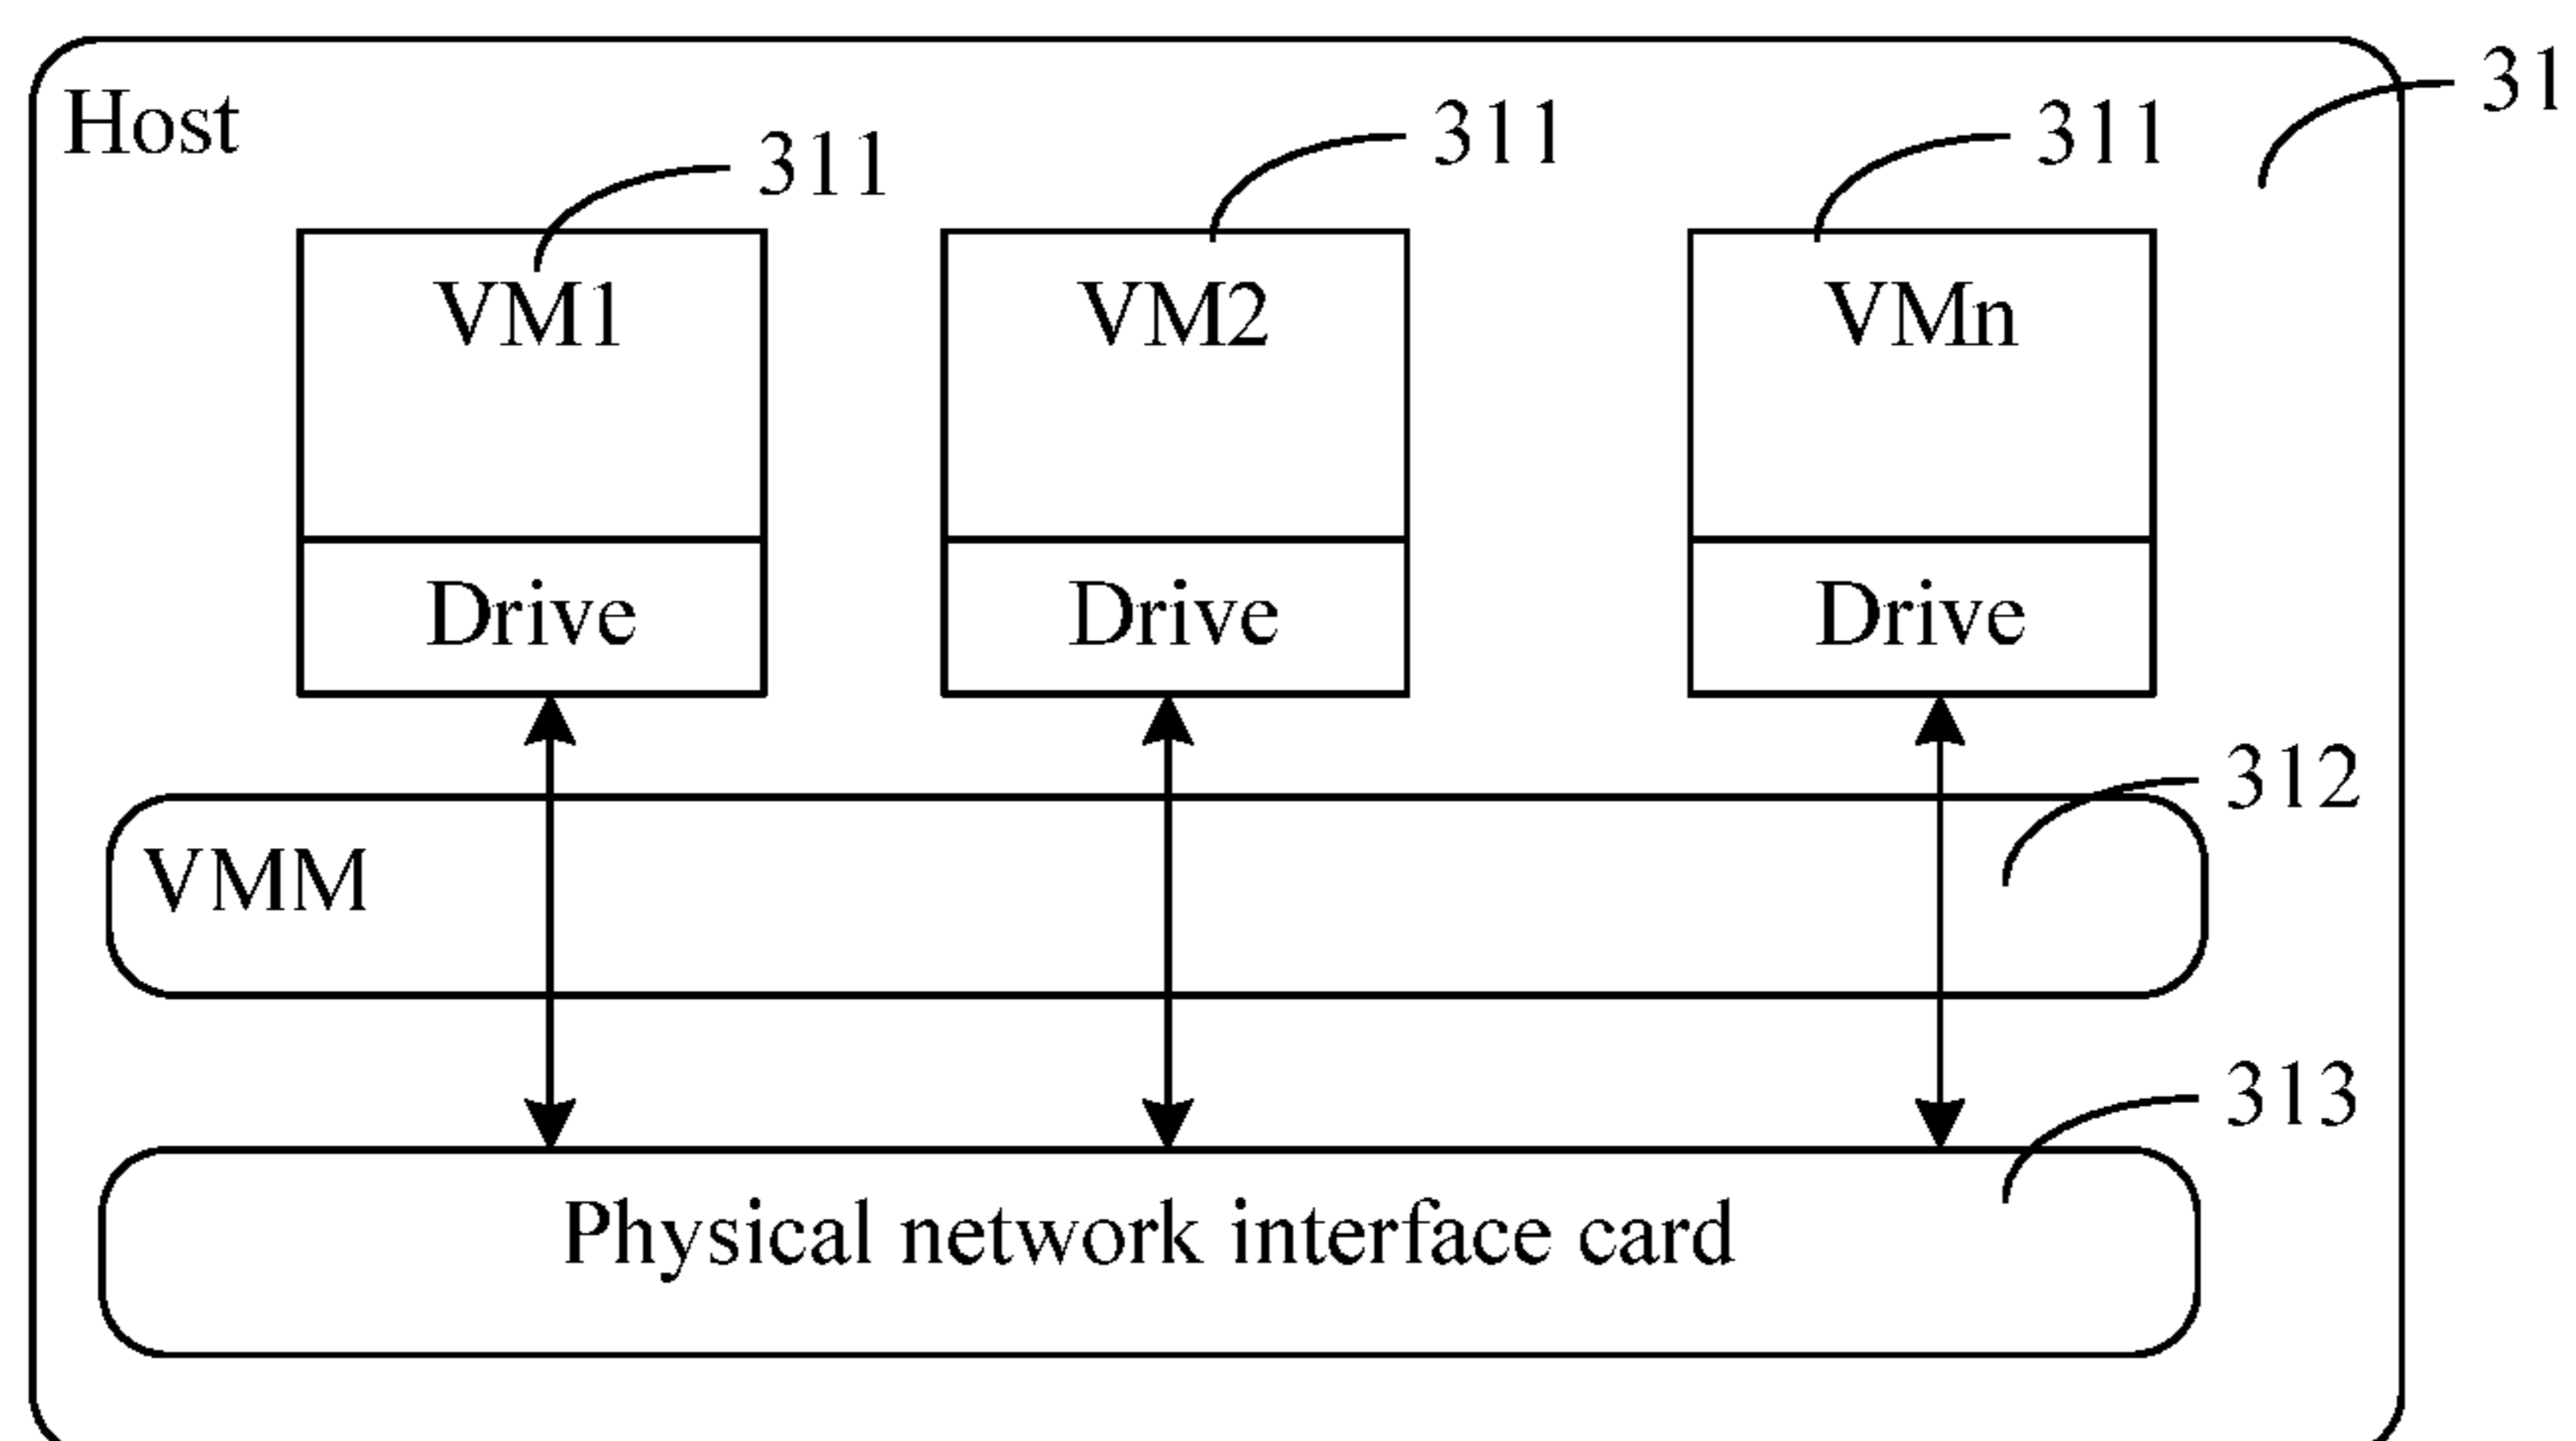 Host
31
311
311
311
VM1
VM2
VMn
Drive
Drive
Drive
312
VMM
313
Physical network interface card